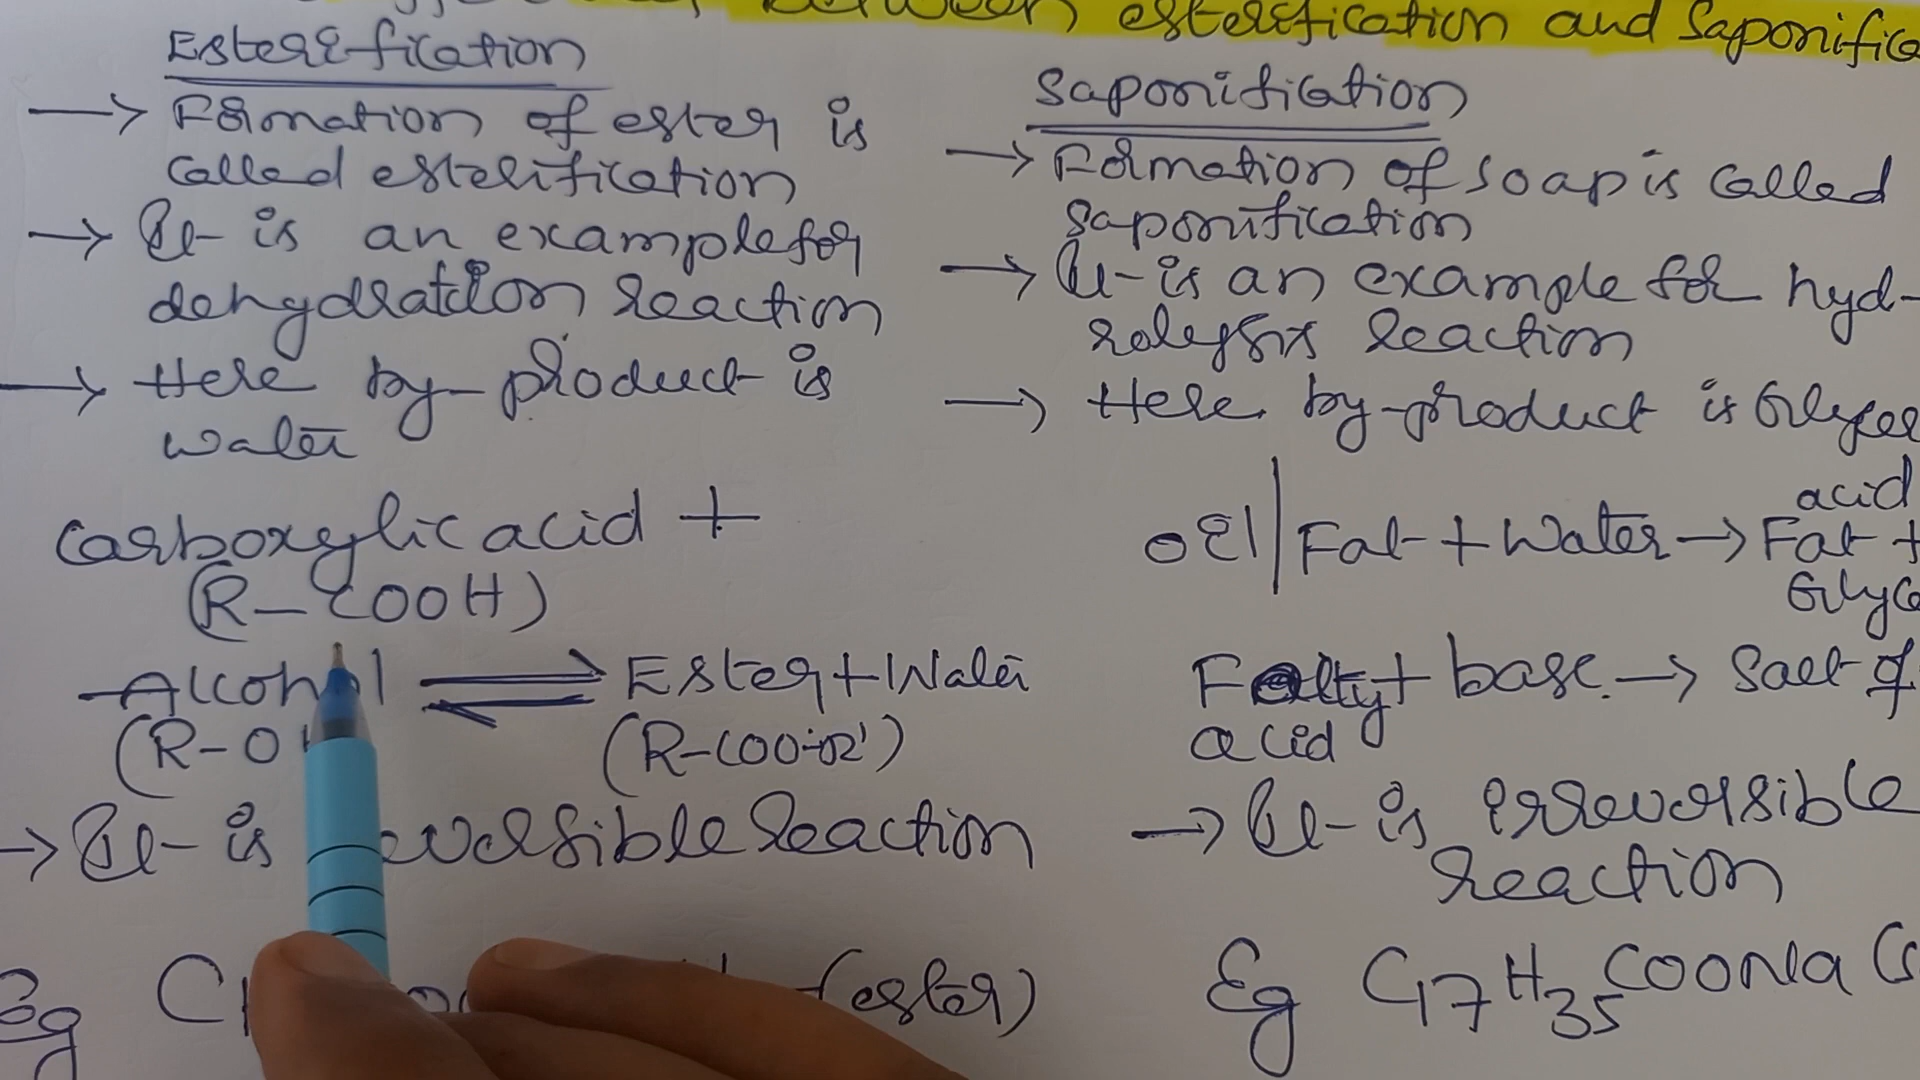 between esterification and Saponifica
Esterification
→ Formation of ester is
called esterification
→ It is an example for
dehydration reaction
→ Here by-product is
water
Carboxylic acid +
(R-COOH)
Alcohol ⇌ Ester + Water
(R-O (R-COO-R')
→ It is reversible reaction
Eg C (ester)
Saponification
→ Formation of soap is called
saponification
→ It is an example for hyd-
rolysis reaction
→ Here by-product is Glycer
oil | Fat + Water → Fat +
acid
Glyc
Fatty + base → Salt of
acid
→ It is irreversible
reaction
Eg C17H35COONa (s